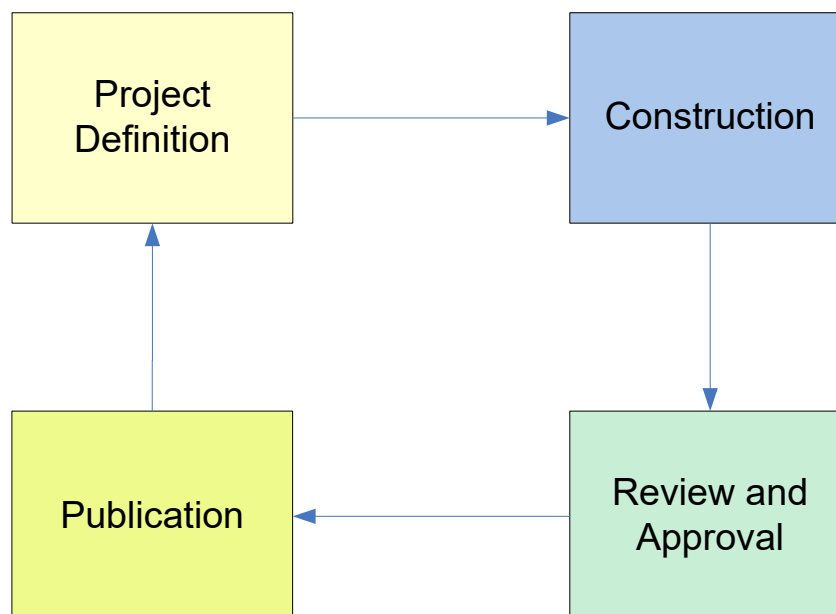 Project
Definition
Construction
Publication
Review and
Approval